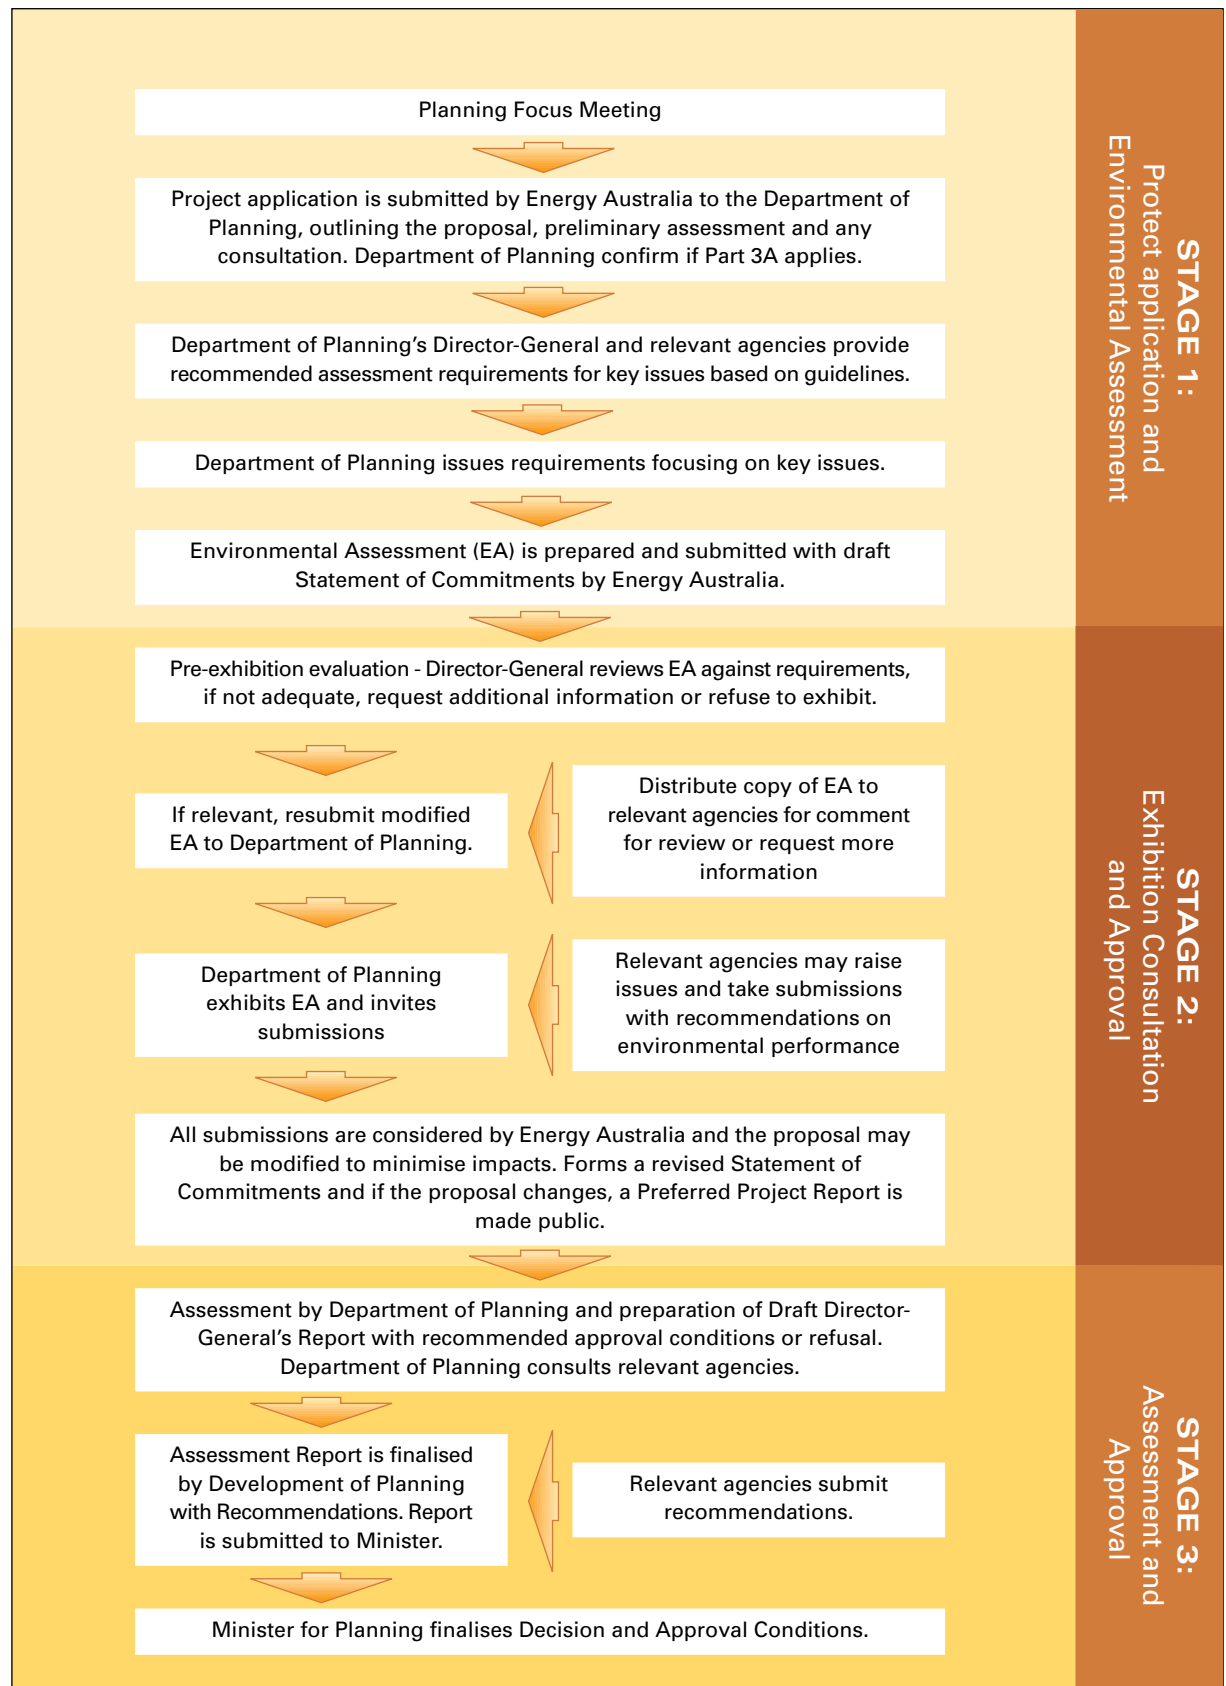 Planning Focus Meeting
Project application is submitted by Energy Australia to the Department of
Planning, outlining the proposal, preliminary assessment and any
consultation. Department of Planning confirm if Part 3A applies.
Department of Planning’s Director-General and relevant agencies provide
recommended assessment requirements for key issues based on guidelines.
Department of Planning issues requirements focusing on key issues.
Environmental Assessment (EA) is prepared and submitted with draft
Statement of Commitments by Energy Australia.
STAGE 1:
Protect application and
Environmental Assessment
Pre-exhibition evaluation - Director-General reviews EA against requirements,
if not adequate, request additional information or refuse to exhibit.
If relevant, resubmit modified
EA to Department of Planning.
Distribute copy of EA to
relevant agencies for comment
for review or request more
information
Department of Planning
exhibits EA and invites
submissions
Relevant agencies may raise
issues and take submissions
with recommendations on
environmental performance
All submissions are considered by Energy Australia and the proposal may
be modified to minimise impacts. Forms a revised Statement of
Commitments and if the proposal changes, a Preferred Project Report is
made public.
STAGE 2:
Exhibition Consultation
and Approval
Assessment by Department of Planning and preparation of Draft Director-
General’s Report with recommended approval conditions or refusal.
Department of Planning consults relevant agencies.
Assessment Report is finalised
by Development of Planning
with Recommendations. Report
is submitted to Minister.
Relevant agencies submit
recommendations.
Minister for Planning finalises Decision and Approval Conditions.
STAGE 3:
Assessment and
Approval